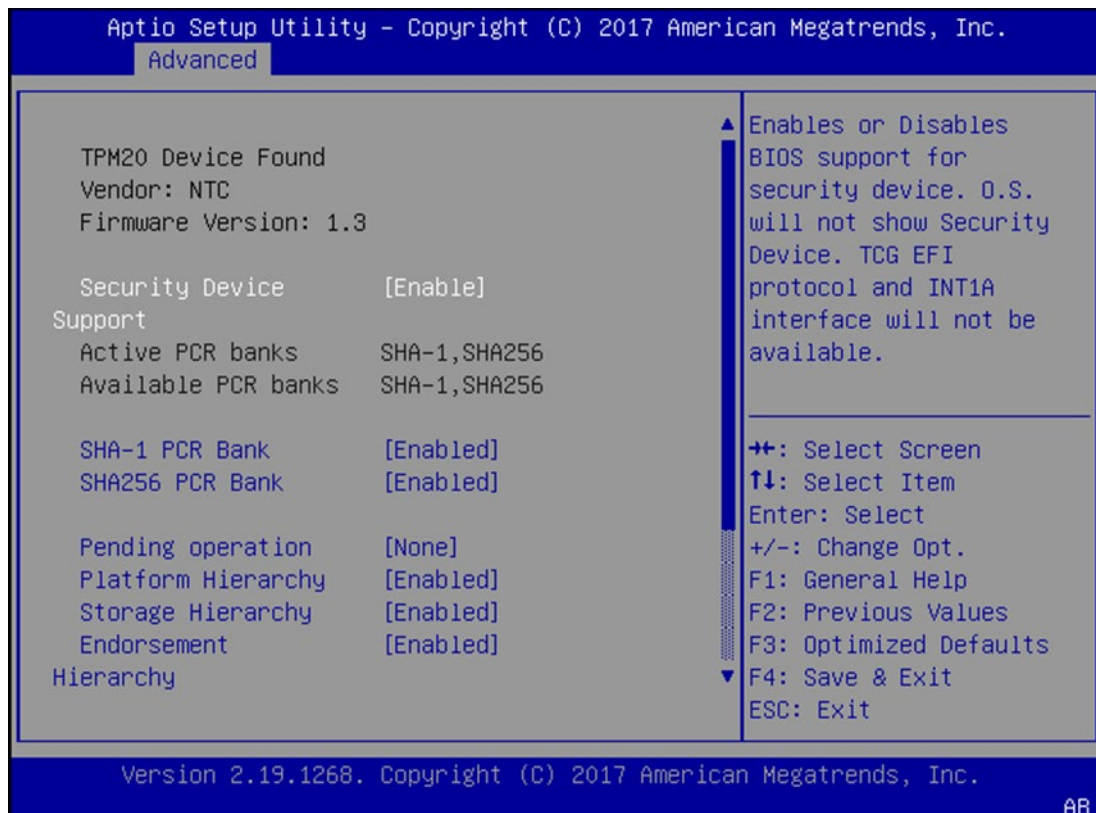 Aptio Setup Utility – Copyright (C) 2017 American Megatrends, Inc.
Advanced
TPM20 Device Found
Vendor: NTC
Firmware Version: 1.3
Security Device [Enable]
Support
Active PCR banks SHA-1,SHA256
Available PCR banks SHA-1,SHA256
SHA-1 PCR Bank [Enabled]
SHA256 PCR Bank [Enabled]
Pending operation [None]
Platform Hierarchy [Enabled]
Storage Hierarchy [Enabled]
Endorsement [Enabled]
Hierarchy
Enables or Disables
BIOS support for
security device. O.S.
will not show Security
Device. TCG EFI
protocol and INT1A
interface will not be
available.
→←: Select Screen
↑↓: Select Item
Enter: Select
+/-: Change Opt.
F1: General Help
F2: Previous Values
F3: Optimized Defaults
F4: Save & Exit
ESC: Exit
Version 2.19.1268. Copyright (C) 2017 American Megatrends, Inc.
AB